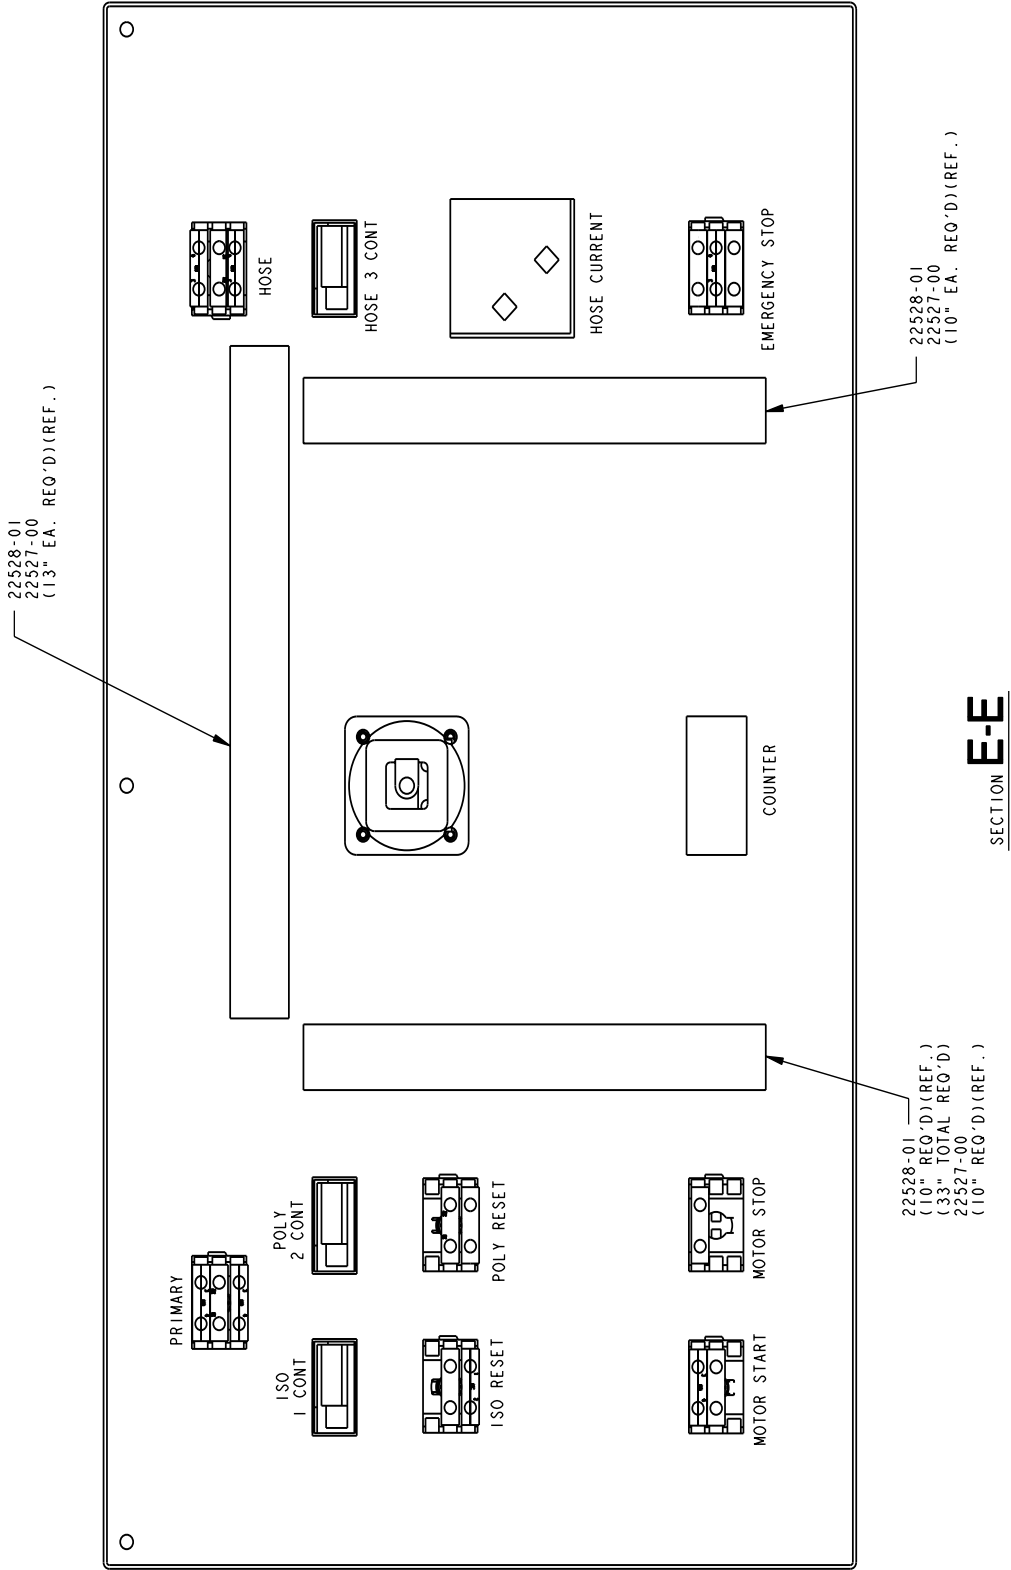 22528-01
22527-00
(13" EA. REQ'D)(REF.)
PRIMARY
HOSE
ISO
1 CONT
POLY
2 CONT
HOSE 3 CONT
ISO RESET
POLY RESET
HOSE CURRENT
MOTOR START
MOTOR STOP
COUNTER
EMERGENCY STOP
22528-01
(10" REQ'D)(REF.)
(33" TOTAL REQ'D)
22527-00
(10" REQ'D)(REF.)
22528-01
22527-00
(10" EA. REQ'D)(REF.)
SECTION E-E